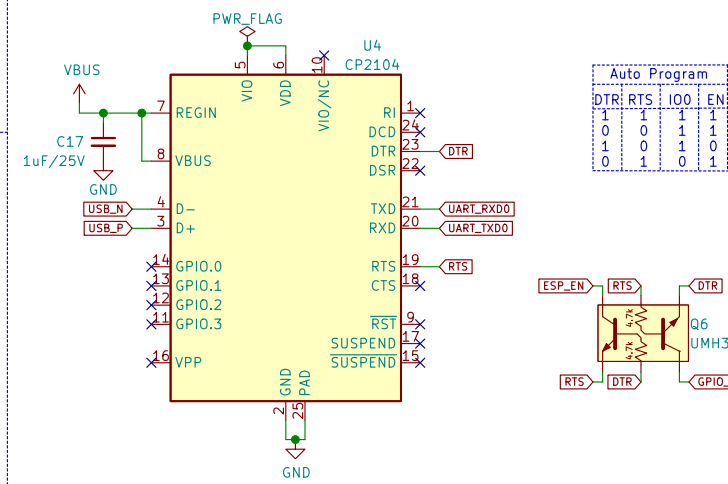 PWR_FLAG
U4
CP2104
VBUS
5
6
10
VIO
VDD
VIO/NC
7
REGIN
8
VBUS
C17
1uF/25V
GND
USB_N
4
D-
USB_P
3
D+
14
GPIO.0
13
GPIO.1
12
GPIO.2
11
GPIO.3
16
VPP
RI
1
DCD
24
DTR
23
DTR
DSR
22
TXD
21
UART_RXD0
RXD
20
UART_TXD0
RTS
19
RTS
CTS
18
RST
9
SUSPEND
17
SUSPEND
15
GND
PAD
2
25
GND
Auto Program
DTR RTS IO0 EN
1 1 1 1
0 0 1 1
1 0 1 0
0 1 0 1
ESP_EN
RTS
DTR
4.7k
4.7k
Q6
UMH3
RTS
DTR
GPIO_